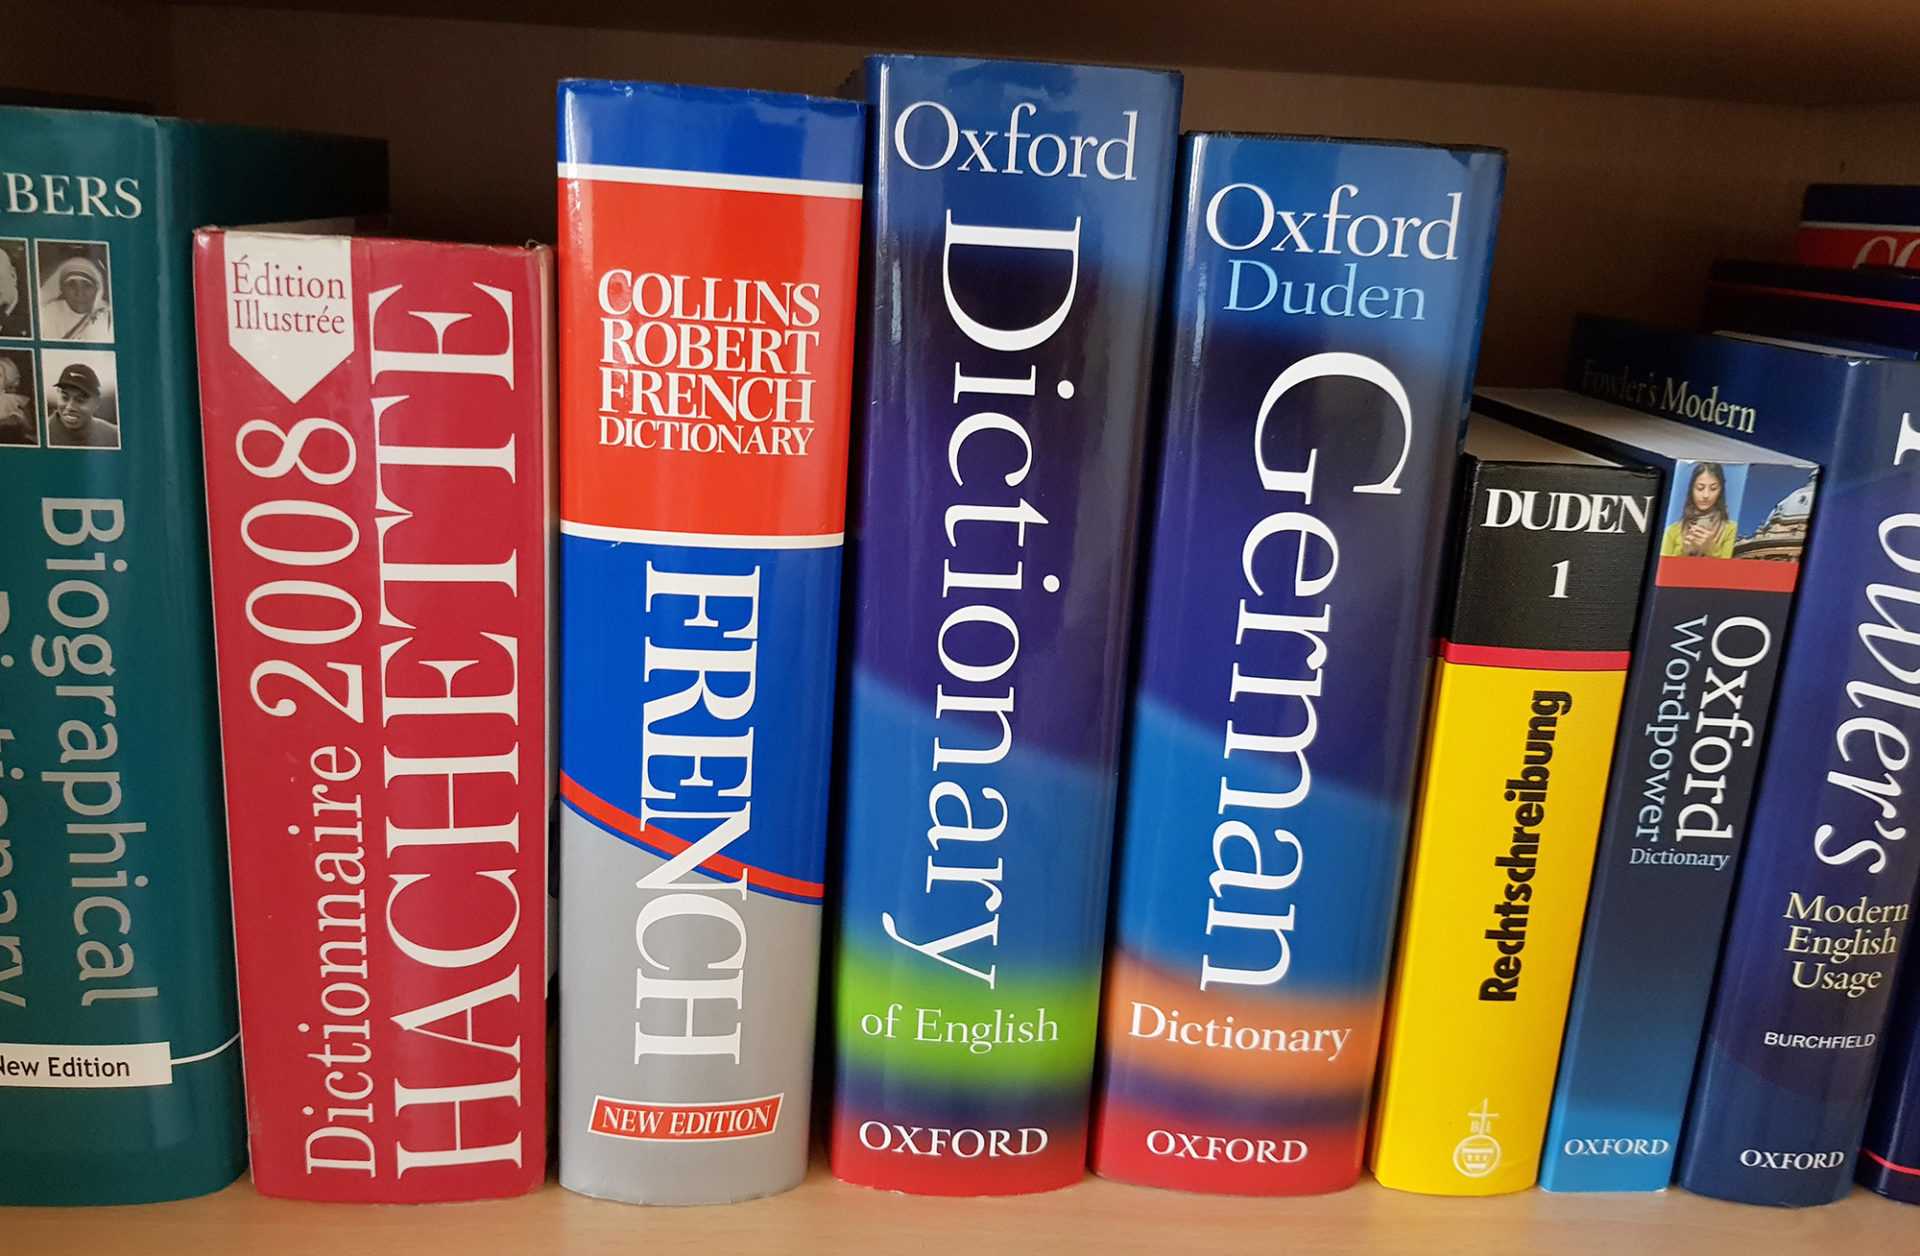 BERS
Biographical
New Edition
Édition
Illustrée
Dictionnaire 2008
HACHETTE
COLLINS
ROBERT
FRENCH
DICTIONARY
FRENCH
NEW EDITION
Oxford
Dictionary
of English
OXFORD
Oxford
Duden
German
Dictionary
OXFORD
DUDEN
1
Rechtschreibung
BI
Oxford
Wordpower
Dictionary
OXFORD
Fowler's Modern
Fowler's
Modern
English
Usage
BURCHFIELD
OXFORD